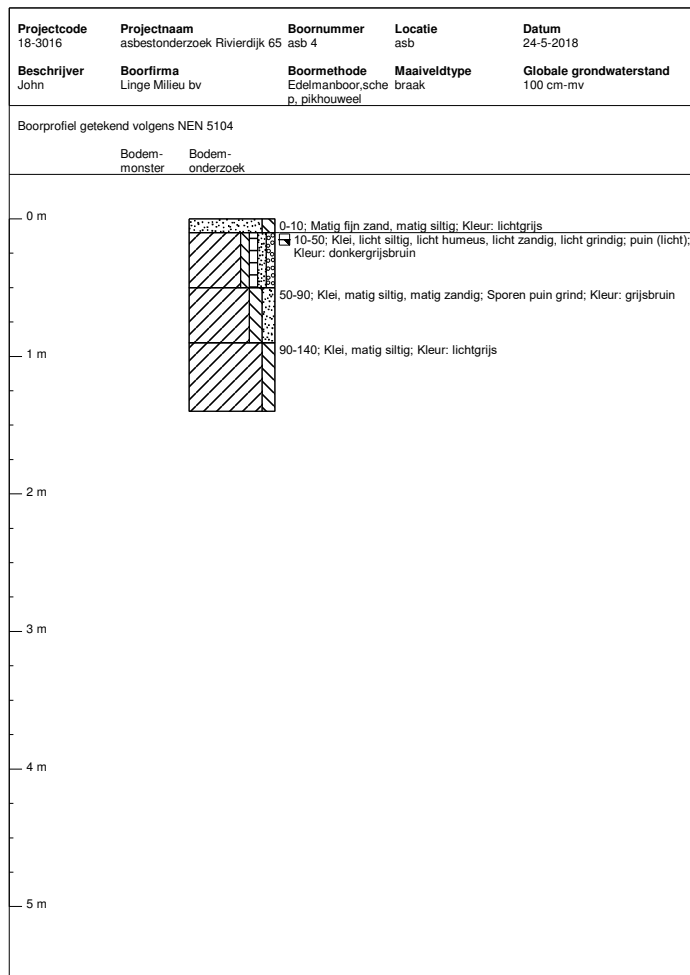 Projectcode Projectnaam Boornummer Locatie Datum
18-3016 asbestonderzoek Rivierdijk 65 asb 4 asb 24-5-2018
Beschrijver Boorfirma Boormethode Maaiveldtype Globale grondwaterstand
John Linge Milieu bv Edelmanboor,sche braak 100 cm-mv
p, pikhouweel
Boorprofiel getekend volgens NEN 5104
Bodem- Bodem-
monster onderzoek
0 m
0-10; Matig fijn zand, matig siltig; Kleur: lichtgrijs
10-50; Klei, licht siltig, licht humeus, licht zandig, licht grindig; puin (licht);
Kleur: donkergrijsbruin
50-90; Klei, matig siltig, matig zandig; Sporen puin grind; Kleur: grijsbruin
90-140; Klei, matig siltig; Kleur: lichtgrijs
1 m
2 m
3 m
4 m
5 m